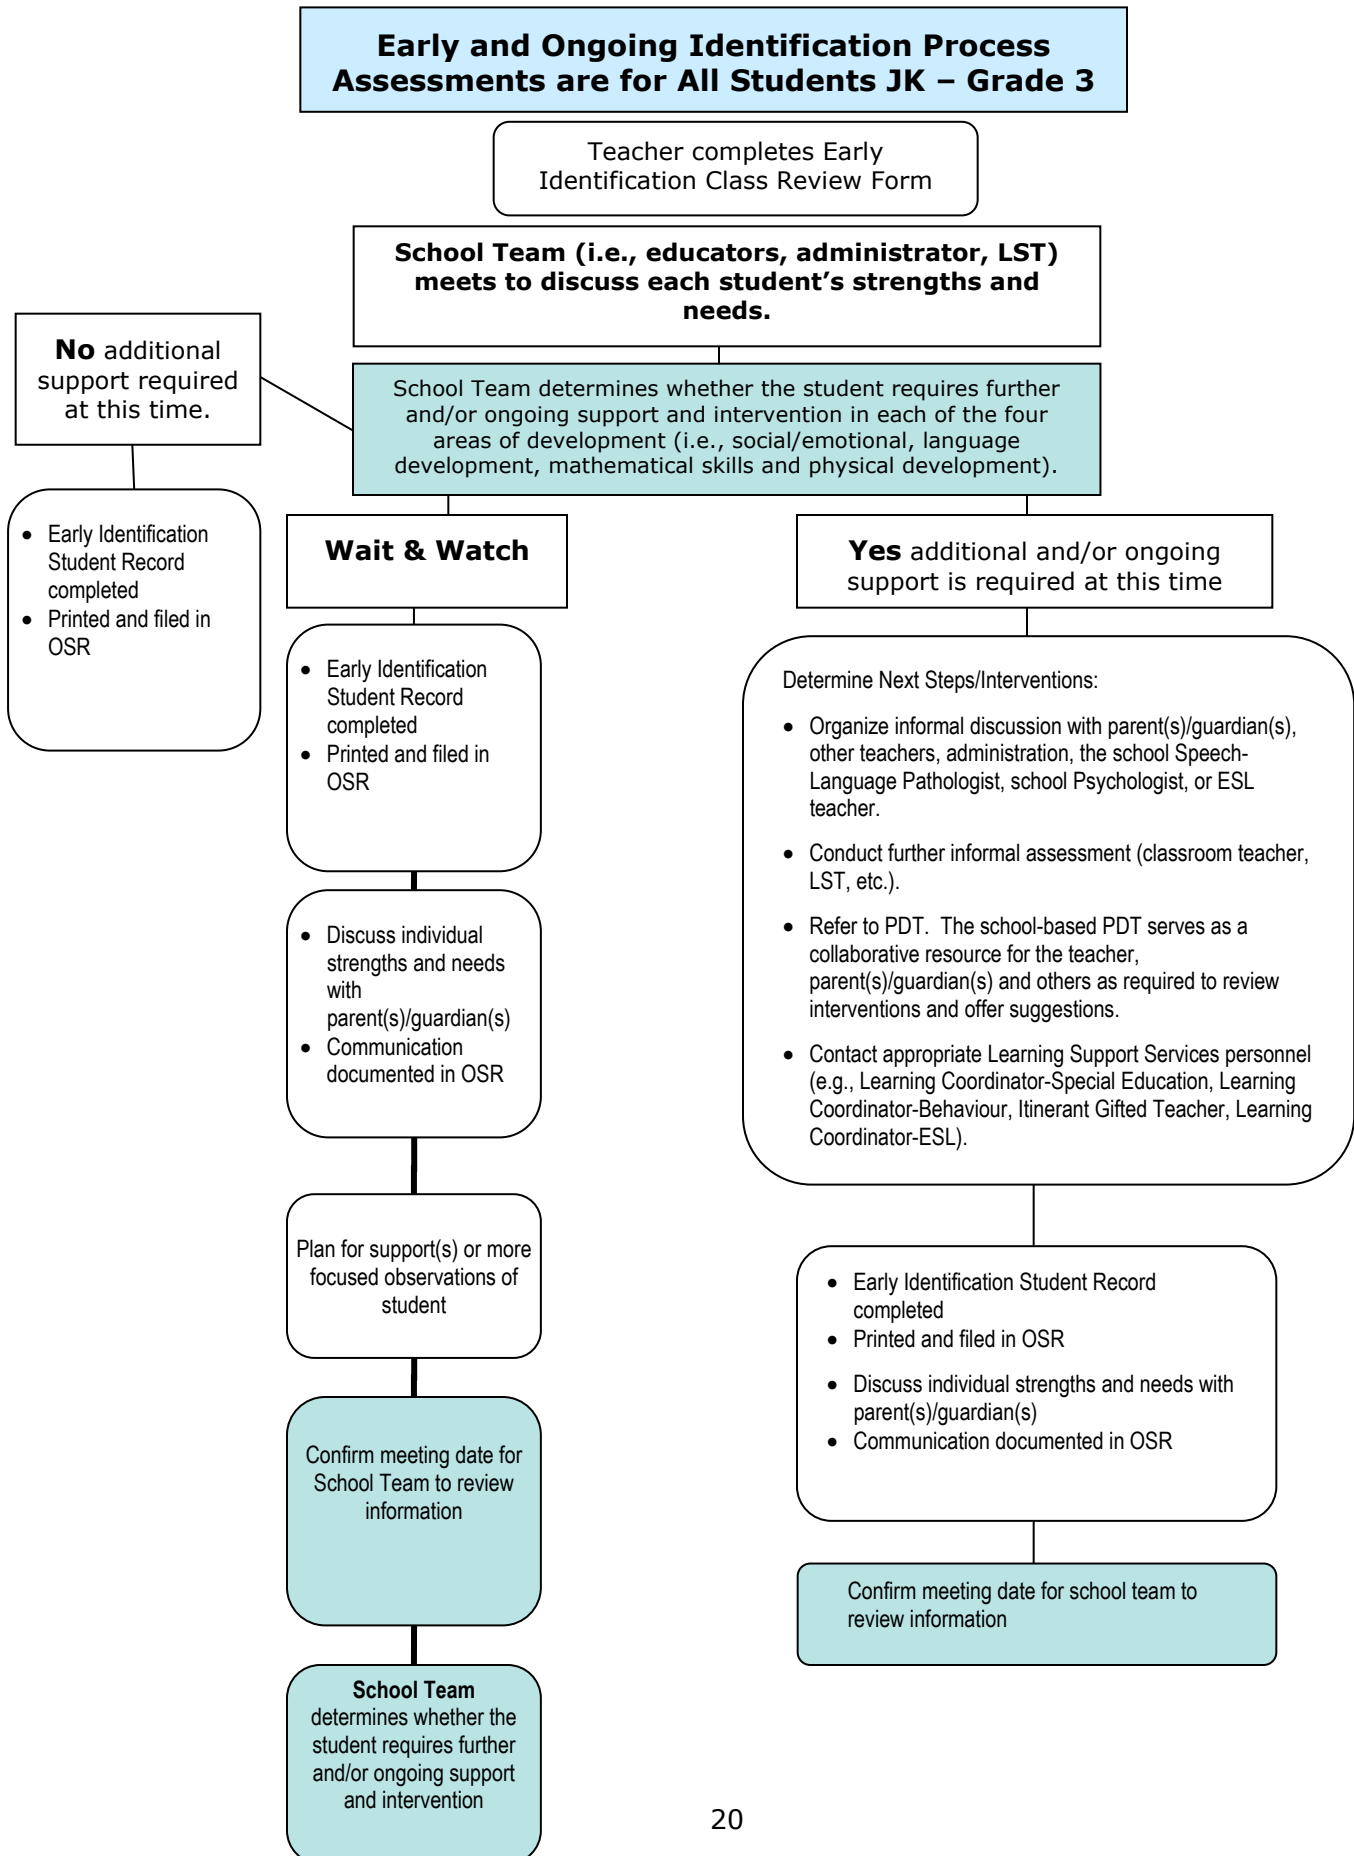 Early and Ongoing Identification Process
Assessments are for All Students JK – Grade 3
Teacher completes Early
Identification Class Review Form
School Team (i.e., educators, administrator, LST)
meets to discuss each student’s strengths and
needs.
No additional
support required
at this time.
School Team determines whether the student requires further
and/or ongoing support and intervention in each of the four
areas of development (i.e., social/emotional, language
development, mathematical skills and physical development).
• Early Identification
Student Record
completed
• Printed and filed in
OSR
Wait & Watch
• Early Identification
Student Record
completed
• Printed and filed in
OSR
• Discuss individual
strengths and needs
with
parent(s)/guardian(s)
• Communication
documented in OSR
Plan for support(s) or more
focused observations of
student
Confirm meeting date for
School Team to review
information
School Team
determines whether the
student requires further
and/or ongoing support
and intervention
Yes additional and/or ongoing
support is required at this time
Determine Next Steps/Interventions:
• Organize informal discussion with parent(s)/guardian(s),
other teachers, administration, the school Speech-
Language Pathologist, school Psychologist, or ESL
teacher.
• Conduct further informal assessment (classroom teacher,
LST, etc.).
• Refer to PDT.  The school-based PDT serves as a
collaborative resource for the teacher,
parent(s)/guardian(s) and others as required to review
interventions and offer suggestions.
• Contact appropriate Learning Support Services personnel
(e.g., Learning Coordinator-Special Education, Learning
Coordinator-Behaviour, Itinerant Gifted Teacher, Learning
Coordinator-ESL).
• Early Identification Student Record
completed
• Printed and filed in OSR
• Discuss individual strengths and needs with
parent(s)/guardian(s)
• Communication documented in OSR
Confirm meeting date for school team to
review information
20